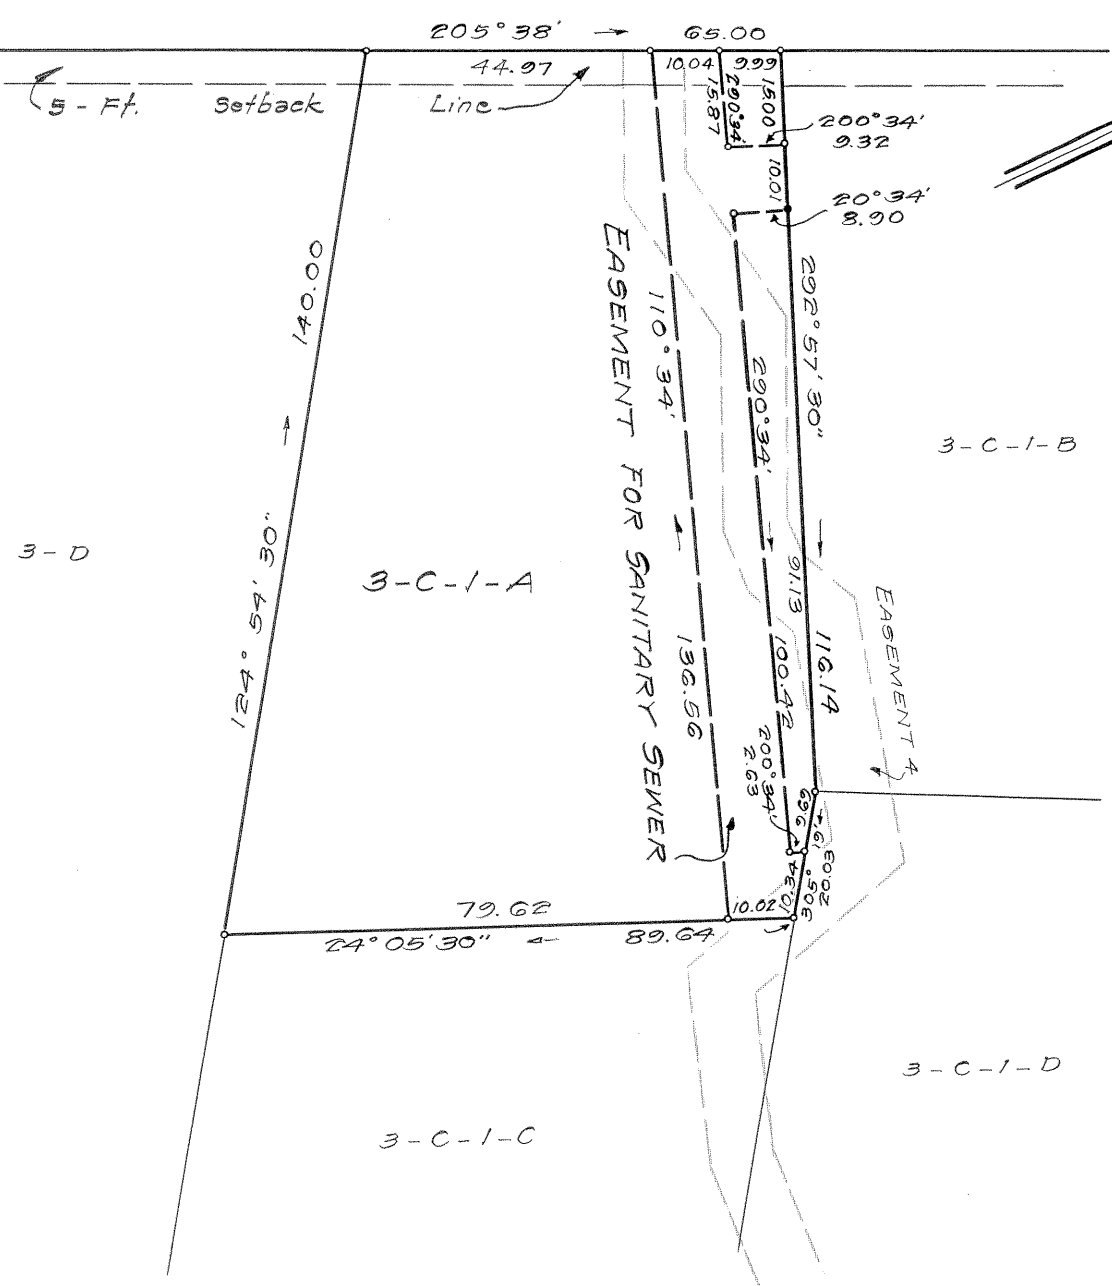 205° 38' 65.00
44.97 10.04 9.99
5 - Ft. Setback Line
15.87
290° 34'
15.00
200° 34'
9.32
10.01
20° 34'
8.90
140.00
124° 54' 30"
110° 34'
136.56
EASEMENT FOR SANITARY SEWER
290° 34'
100.42
292° 57' 30"
91.13
116.14
3 - C - 1 - B
3 - D
3 - C - 1 - A
EASEMENT 4
200° 34'
2.63
9.69
10.34
20.03
79.62 10.02
24° 05' 30" 89.64
3 - C - 1 - D
3 - C - 1 - C